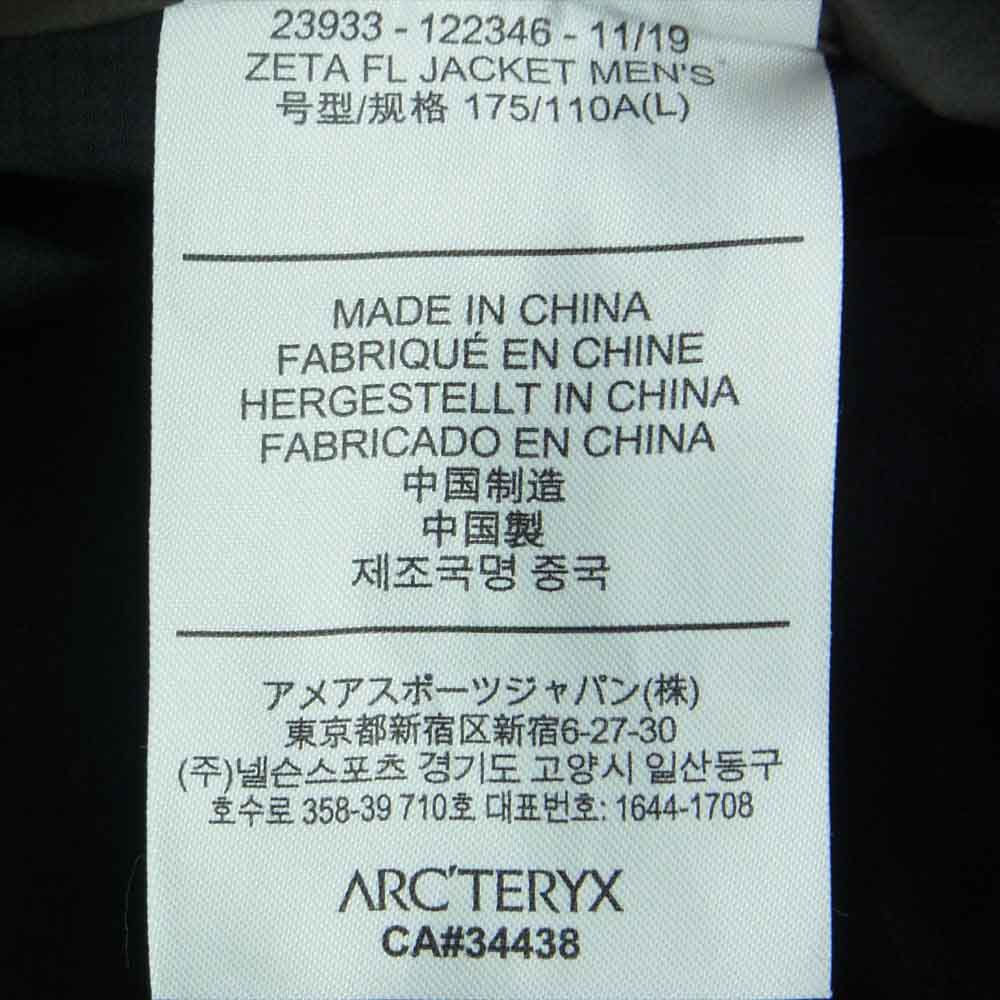 23933 - 122346 - 11/19
ZETA FL JACKET MEN'S
号型/规格 175/110A(L)
MADE IN CHINA
FABRIQUÉ EN CHINE
HERGESTELLT IN CHINA
FABRICADO EN CHINA
中国制造
中国製
제조국명 중국
アメアスポーツジャパン(株)
東京都新宿区新宿6-27-30
(주)넬슨스포츠 경기도 고양시 일산동구
호수로 358-39 710호 대표번호: 1644-1708
ARC'TERYX
CA#34438